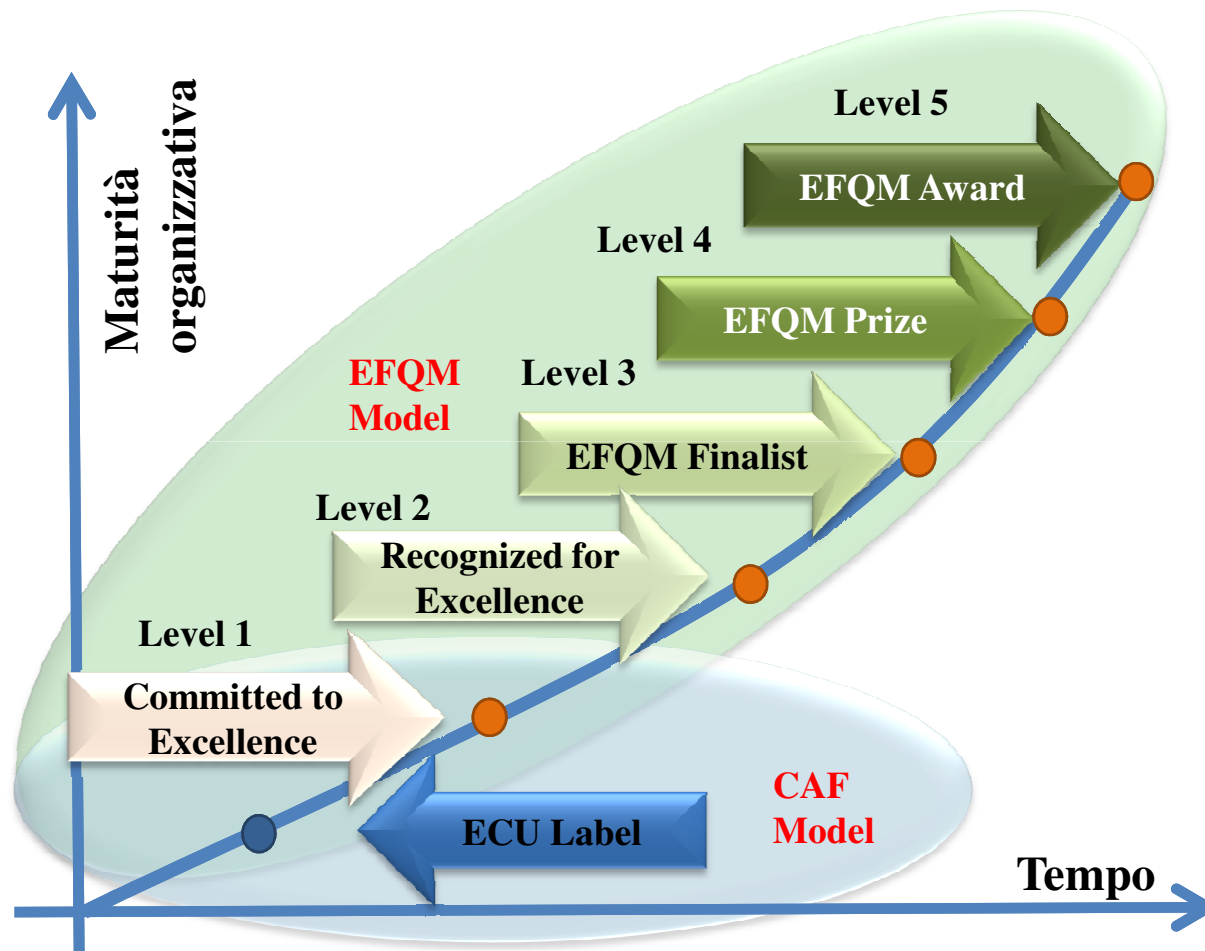 Level 5
EFQM Award
Level 4
EFQM Prize
Maturità
organizzativa
EFQM
Model
Level 3
EFQM Finalist
Level 2
Recognized for
Excellence
Level 1
Committed to
Excellence
CAF
Model
ECU Label
Tempo